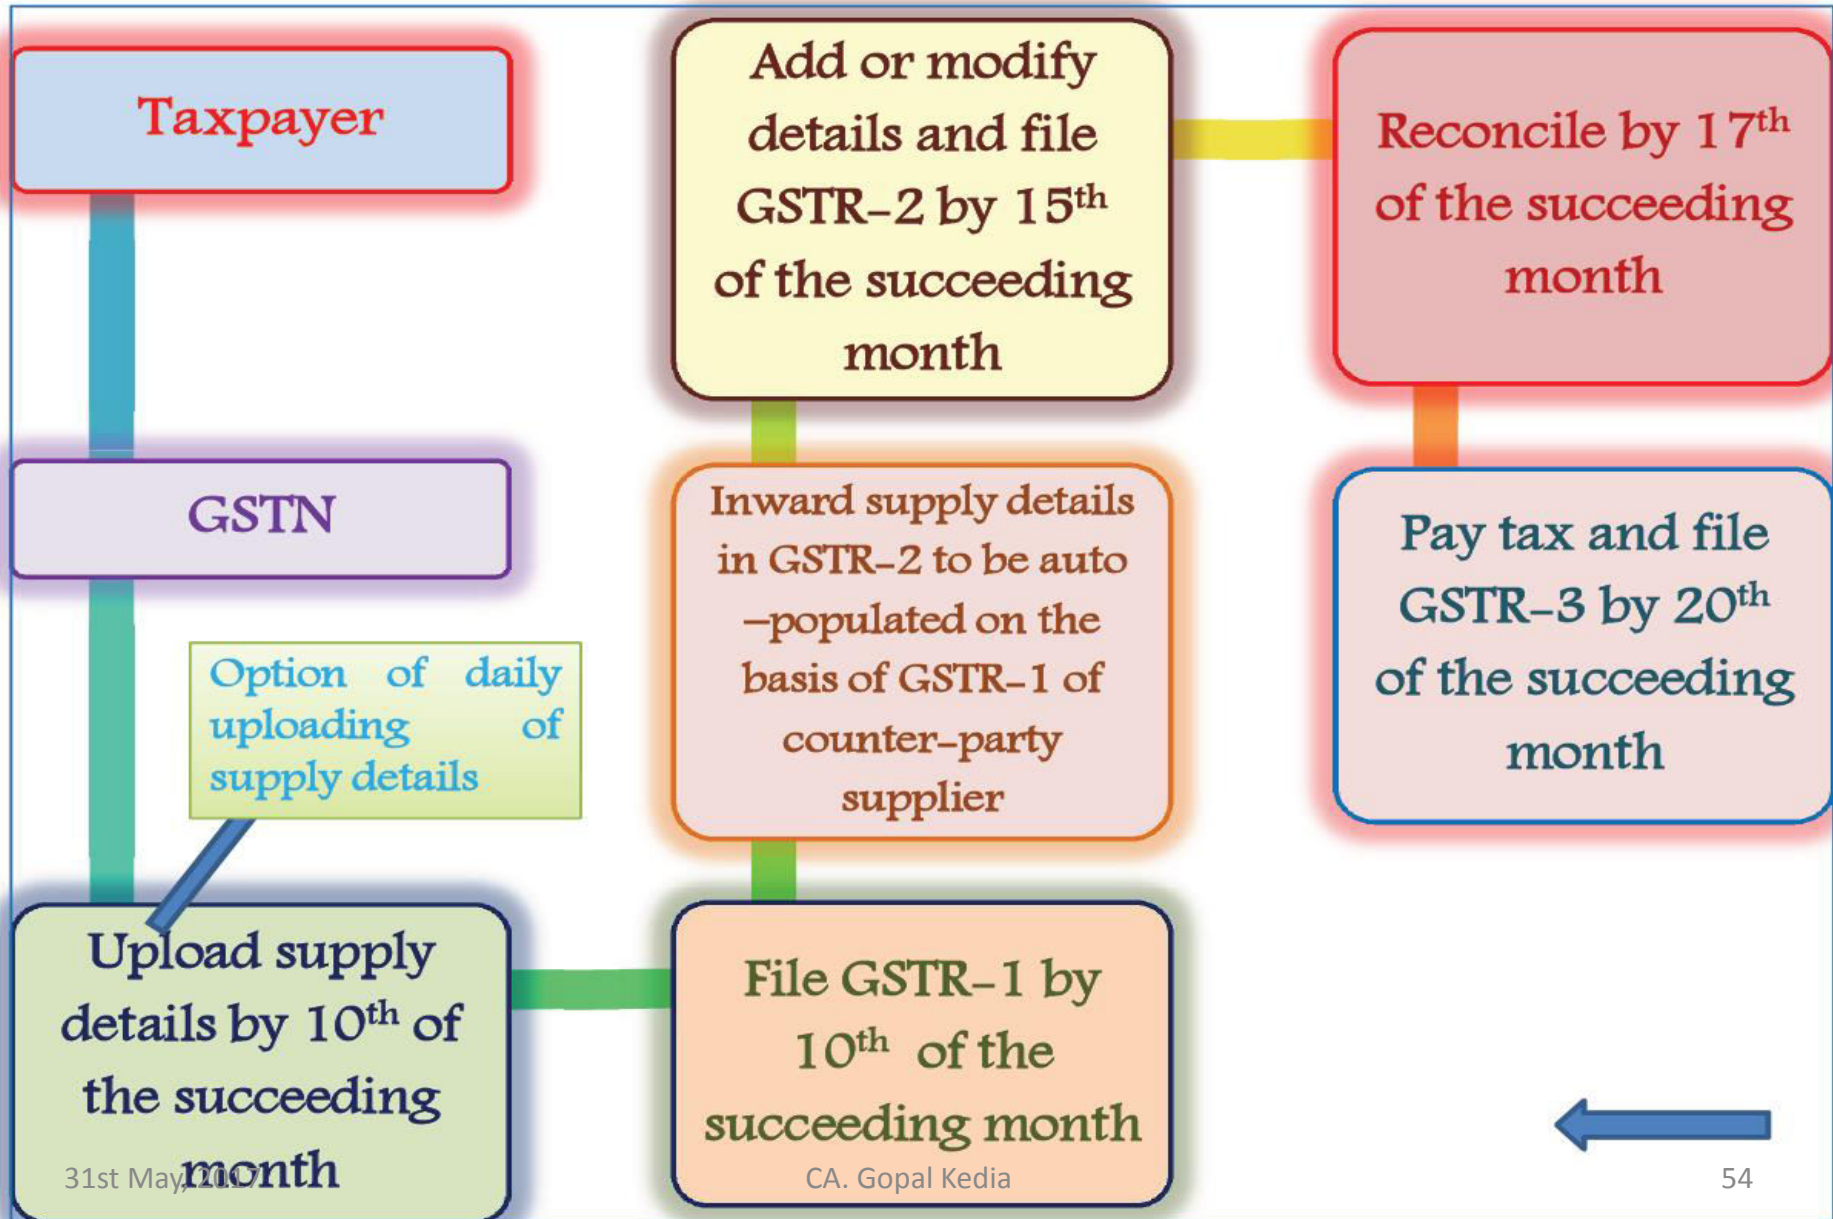 Taxpayer
GSTN
Option of daily
uploading of
supply details
Upload supply
details by 10th of
the succeeding
month
File GSTR-1 by
10th of the
succeeding month
Inward supply details
in GSTR-2 to be auto
-populated on the
basis of GSTR-1 of
counter-party
supplier
Add or modify
details and file
GSTR-2 by 15th
of the succeeding
month
Reconcile by 17th
of the succeeding
month
Pay tax and file
GSTR-3 by 20th
of the succeeding
month
31st May, 2017
CA. Gopal Kedia
54